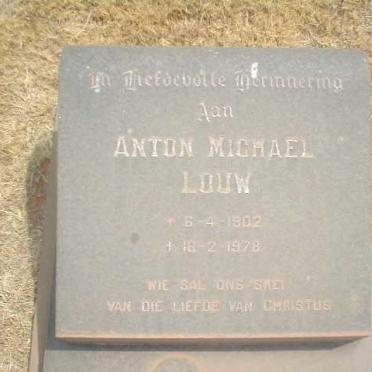 In Liefdevolle Herinnering
Aan
ANTON MICHAEL
LOUW
+ 6-4-1902
+ 18-2-1978
WIE SAL ONS SKEI
VAN DIE LIEFDE VAN CHRISTUS